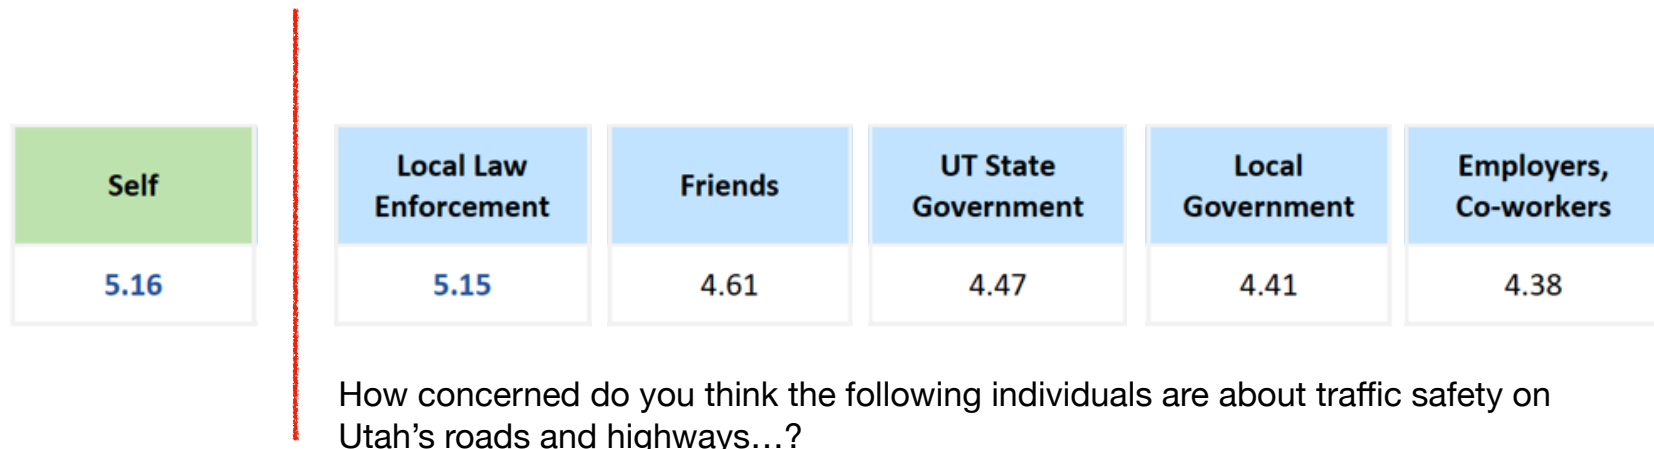 Self
Local Law
Enforcement
Friends
UT State
Government
Local
Government
Employers,
Co-workers
5.16
5.15
4.61
4.47
4.41
4.38
How concerned do you think the following individuals are about traffic safety on
Utah’s roads and highways…?